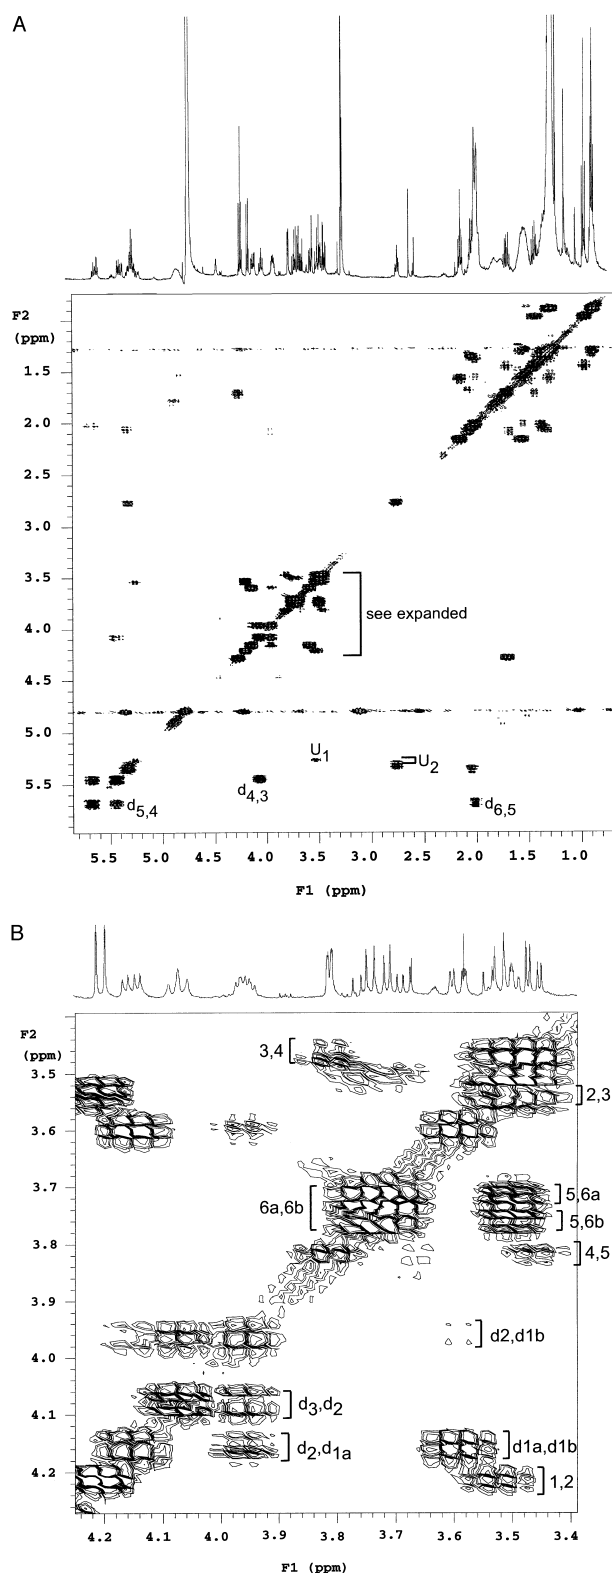 A
F2
(ppm)
1.5
2.0
2.5
3.0
3.5
see expanded
4.0
4.5
5.0
U1
U2
5.5
d5,4
d4,3
d6,5
5.5 5.0 4.5 4.0 3.5 3.0 2.5 2.0 1.5 1.0
F1 (ppm)
B
F2
(ppm)
3,4
3.5
2,3
3.6
3.7
5,6a
6a,6b
5,6b
3.8
4,5
3.9
d2,d1b
4.0
d3,d2
4.1
d1a,d1b
d2,d1a
4.2
1,2
4.2 4.1 4.0 3.9 3.8 3.7 3.6 3.5 3.4
F1 (ppm)